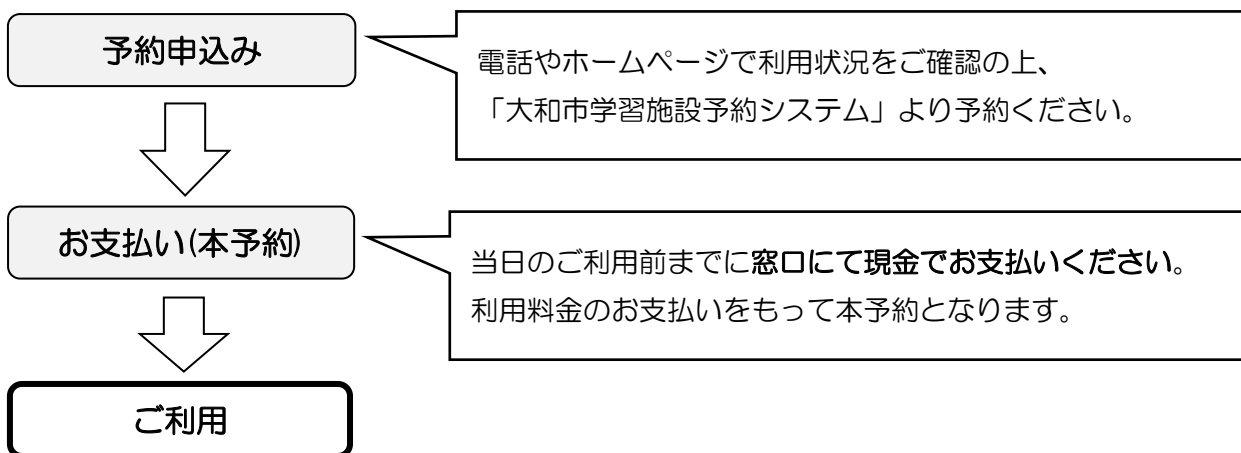 予約申込み
電話やホームページで利用状況をご確認の上、
「大和市学習施設予約システム」より予約ください。
お支払い(本予約)
当日のご利用前までに窓口にて現金でお支払いください。
利用料金のお支払いをもって本予約となります。
ご利用